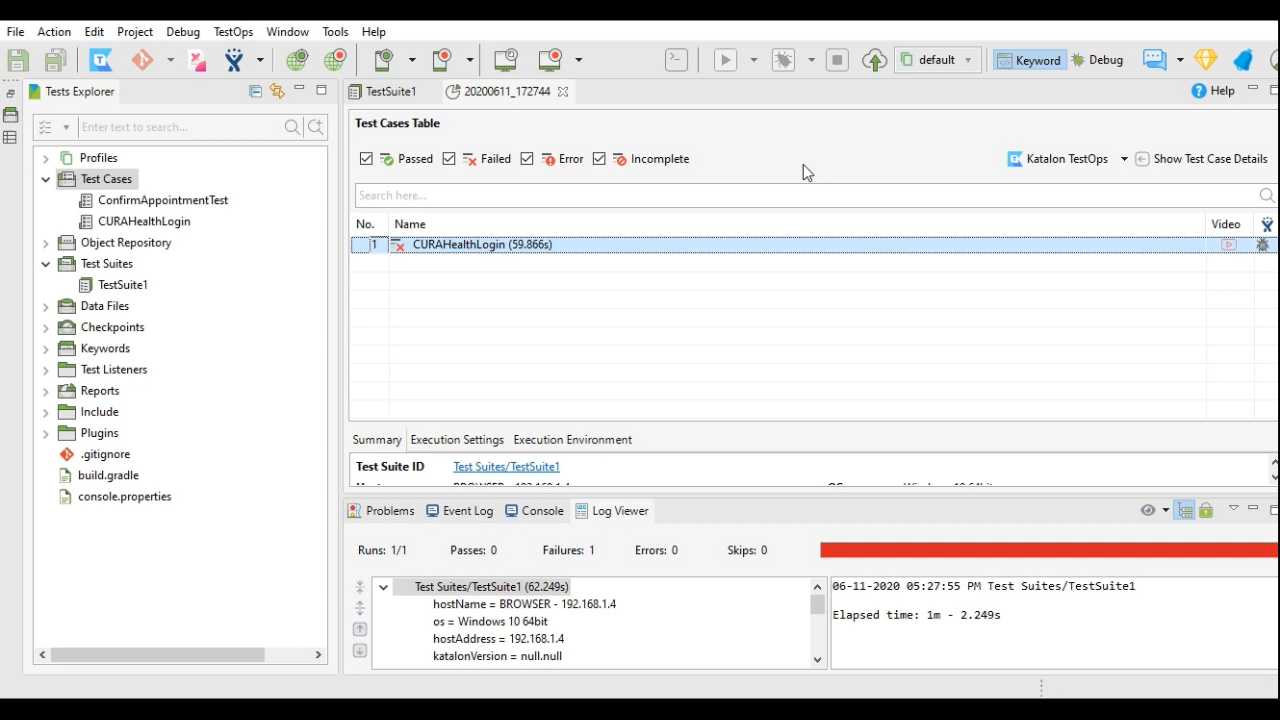 File Action Edit Project Debug TestOps Window Tools Help
default Keyword Debug
Tests Explorer
TestSuite1 20200611_172744 Help
Enter text to search...
Profiles
Test Cases
ConfirmAppointmentTest
CURAHealthLogin
Object Repository
Test Suites
TestSuite1
Data Files
Checkpoints
Keywords
Test Listeners
Reports
Include
Plugins
.gitignore
build.gradle
console.properties
Test Cases Table
Passed Failed Error Incomplete Katalon TestOps Show Test Case Details
Search here...
No. Name Video
1 CURAHealthLogin (59.866s)
Summary Execution Settings Execution Environment
Test Suite ID Test Suites/TestSuite1
Problems Event Log Console Log Viewer
Runs: 1/1 Passes: 0 Failures: 1 Errors: 0 Skips: 0
Test Suites/TestSuite1 (62.249s)
hostName = BROWSER - 192.168.1.4
os = Windows 10 64bit
hostAddress = 192.168.1.4
katalonVersion = null.null
06-11-2020 05:27:55 PM Test Suites/TestSuite1
Elapsed time: 1m - 2.249s